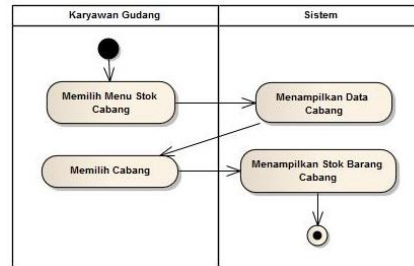 Karyawan Gudang
Sistem
Memilih Menu Stok
Cabang
Menampilkan Data
Cabang
Memilih Cabang
Menampilkan Stok Barang
Cabang